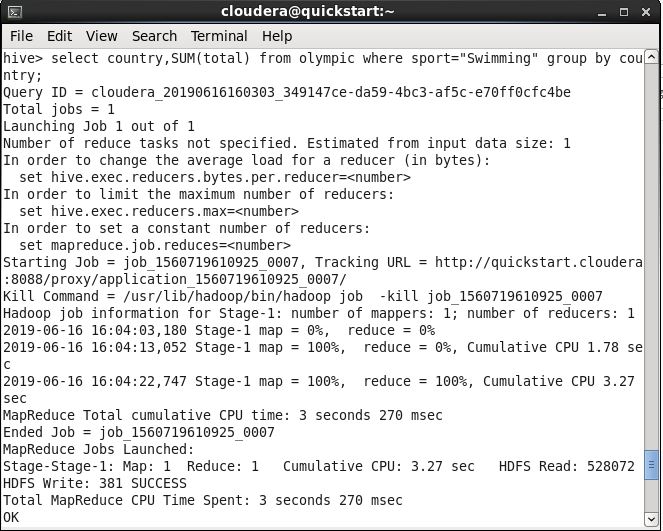 cloudera@quickstart:~
File Edit View Search Terminal Help
hive> select country,SUM(total) from olympic where sport="Swimming" group by cou
ntry;
Query ID = cloudera_20190616160303_349147ce-da59-4bc3-af5c-e70ff0cfc4be
Total jobs = 1
Launching Job 1 out of 1
Number of reduce tasks not specified. Estimated from input data size: 1
In order to change the average load for a reducer (in bytes):
  set hive.exec.reducers.bytes.per.reducer=<number>
In order to limit the maximum number of reducers:
  set hive.exec.reducers.max=<number>
In order to set a constant number of reducers:
  set mapreduce.job.reduces=<number>
Starting Job = job_1560719610925_0007, Tracking URL = http://quickstart.cloudera
:8088/proxy/application_1560719610925_0007/
Kill Command = /usr/lib/hadoop/bin/hadoop job  -kill job_1560719610925_0007
Hadoop job information for Stage-1: number of mappers: 1; number of reducers: 1
2019-06-16 16:04:03,180 Stage-1 map = 0%,  reduce = 0%
2019-06-16 16:04:13,052 Stage-1 map = 100%,  reduce = 0%, Cumulative CPU 1.78 se
c
2019-06-16 16:04:22,747 Stage-1 map = 100%,  reduce = 100%, Cumulative CPU 3.27
sec
MapReduce Total cumulative CPU time: 3 seconds 270 msec
Ended Job = job_1560719610925_0007
MapReduce Jobs Launched:
Stage-Stage-1: Map: 1  Reduce: 1   Cumulative CPU: 3.27 sec   HDFS Read: 528072
HDFS Write: 381 SUCCESS
Total MapReduce CPU Time Spent: 3 seconds 270 msec
OK